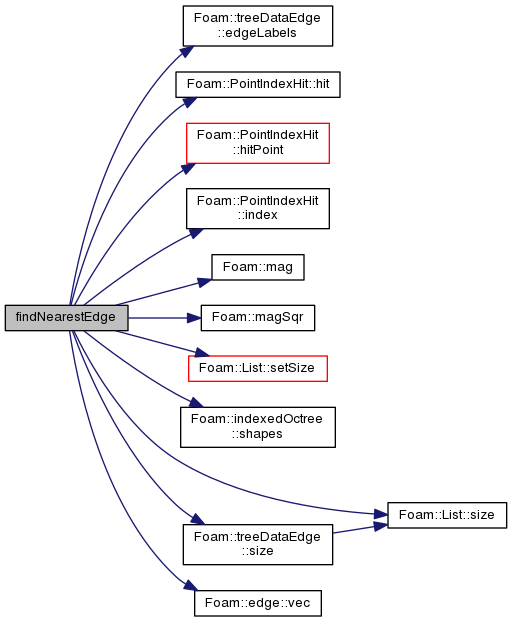 Foam::treeDataEdge
::edgeLabels
Foam::PointIndexHit::hit
Foam::PointIndexHit
::hitPoint
Foam::PointIndexHit
::index
Foam::mag
findNearestEdge
Foam::magSqr
Foam::List::setSize
Foam::indexedOctree
::shapes
Foam::List::size
Foam::treeDataEdge
::size
Foam::edge::vec